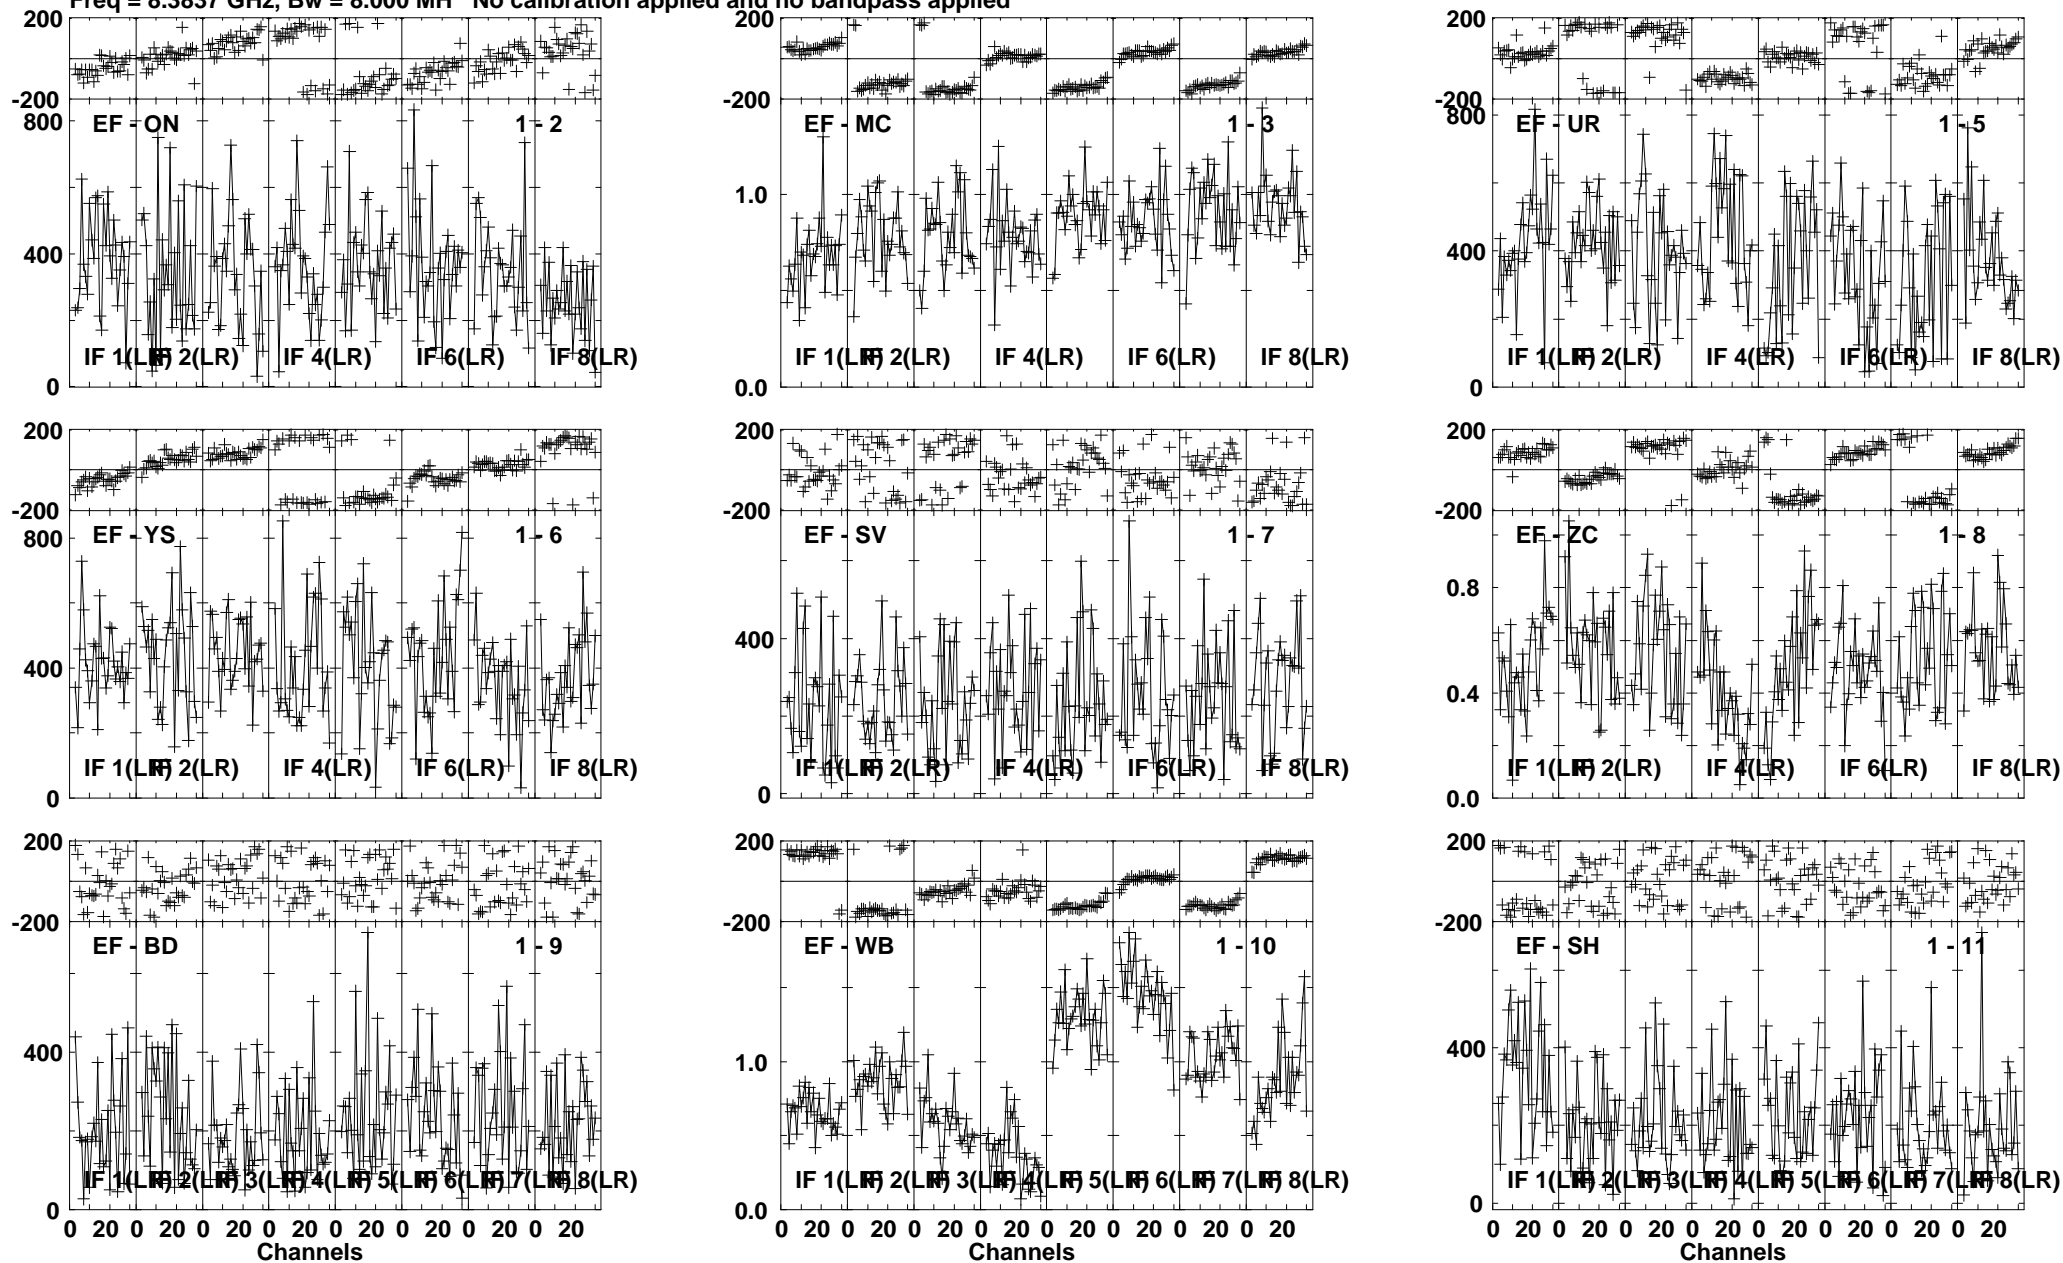 Freq = 8.3837 GHz, Bw = 8.000 MH No calibration applied and no bandpass applied
200
-200
800
400
0
EF - ON 1 - 2
IF 1(LR) IF 2(LR) IF 4(LR) IF 6(LR) IF 8(LR)
1.0
0.0
EF - MC 1 - 3
IF 1(LR) IF 2(LR) IF 4(LR) IF 6(LR) IF 8(LR)
200
-200
800
400
0
EF - UR 1 - 5
IF 1(LR) IF 2(LR) IF 4(LR) IF 6(LR) IF 8(LR)
200
-200
800
400
0
EF - YS 1 - 6
IF 1(LR) IF 2(LR) IF 4(LR) IF 6(LR) IF 8(LR)
200
-200
400
0
EF - SV 1 - 7
IF 1(LR) IF 2(LR) IF 4(LR) IF 6(LR) IF 8(LR)
200
-200
0.8
0.4
0.0
EF - ZC 1 - 8
IF 1(LR) IF 2(LR) IF 4(LR) IF 6(LR) IF 8(LR)
200
-200
400
0
EF - BD 1 - 9
IF 1(LR) IF 2(LR) IF 3(LR) IF 4(LR) IF 5(LR) IF 6(LR) IF 7(LR) IF 8(LR)
0 20 0 20 0 20 0 20 0 20 0 20 0 20 0 20
Channels
200
-200
1.0
0.0
EF - WB 1 - 10
IF 1(LR) IF 2(LR) IF 3(LR) IF 4(LR) IF 5(LR) IF 6(LR) IF 7(LR) IF 8(LR)
0 20 0 20 0 20 0 20 0 20 0 20 0 20 0 20
Channels
200
-200
400
0
EF - SH 1 - 11
IF 1(LR) IF 2(LR) IF 3(LR) IF 4(LR) IF 5(LR) IF 6(LR) IF 7(LR) IF 8(LR)
0 20 0 20 0 20 0 20 0 20 0 20 0 20 0 20
Channels